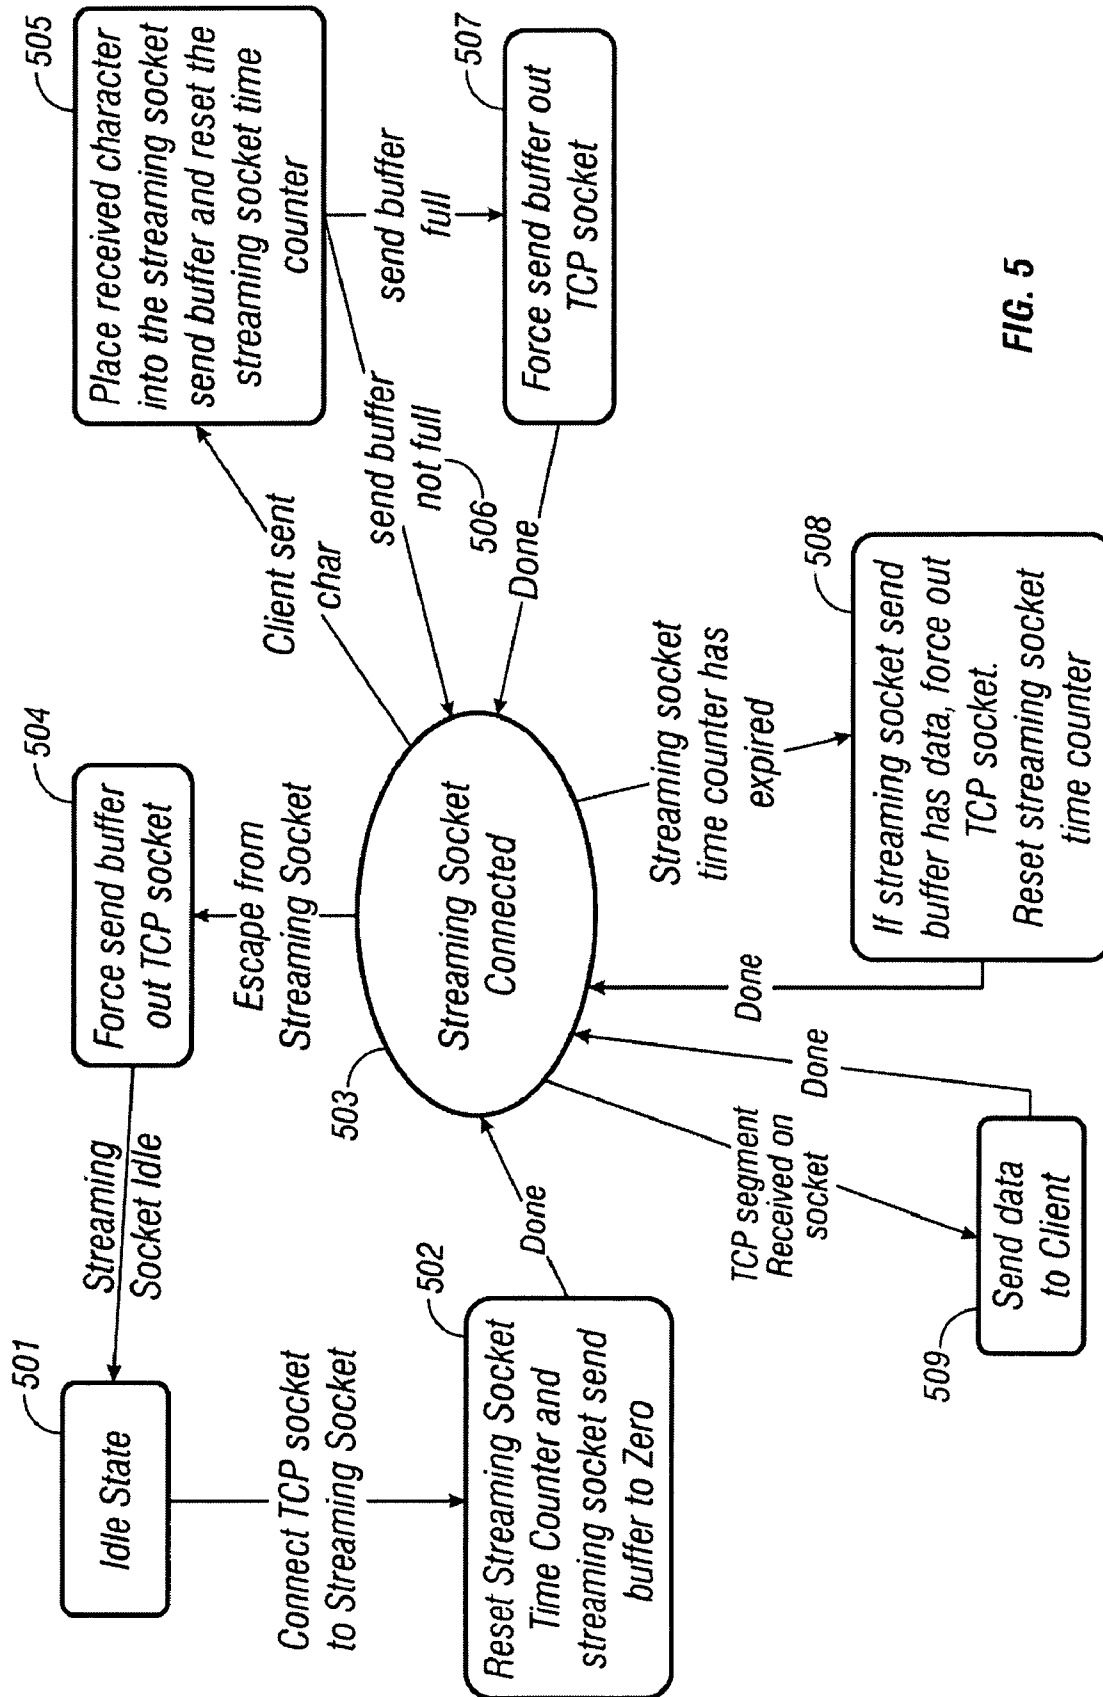 501
Idle State
Connect TCP socket
to Streaming Socket
502
Reset Streaming Socket
Time Counter and
streaming socket send
buffer to Zero
Done
Streaming
Socket Idle
504
Force send buffer
out TCP socket
Escape from
Streaming Socket
503
Streaming Socket
Connected
505
Place received character
into the streaming socket
send buffer and reset the
streaming socket time
counter
Client sent
char
send buffer
not full
506
send buffer
full
507
Force send buffer out
TCP socket
Done
Streaming socket
time counter has
expired
508
If streaming socket send
buffer has data, force out
TCP socket.
Reset streaming socket
time counter
Done
TCP segment
Received on
socket
Done
509
Send data
to Client
FIG. 5